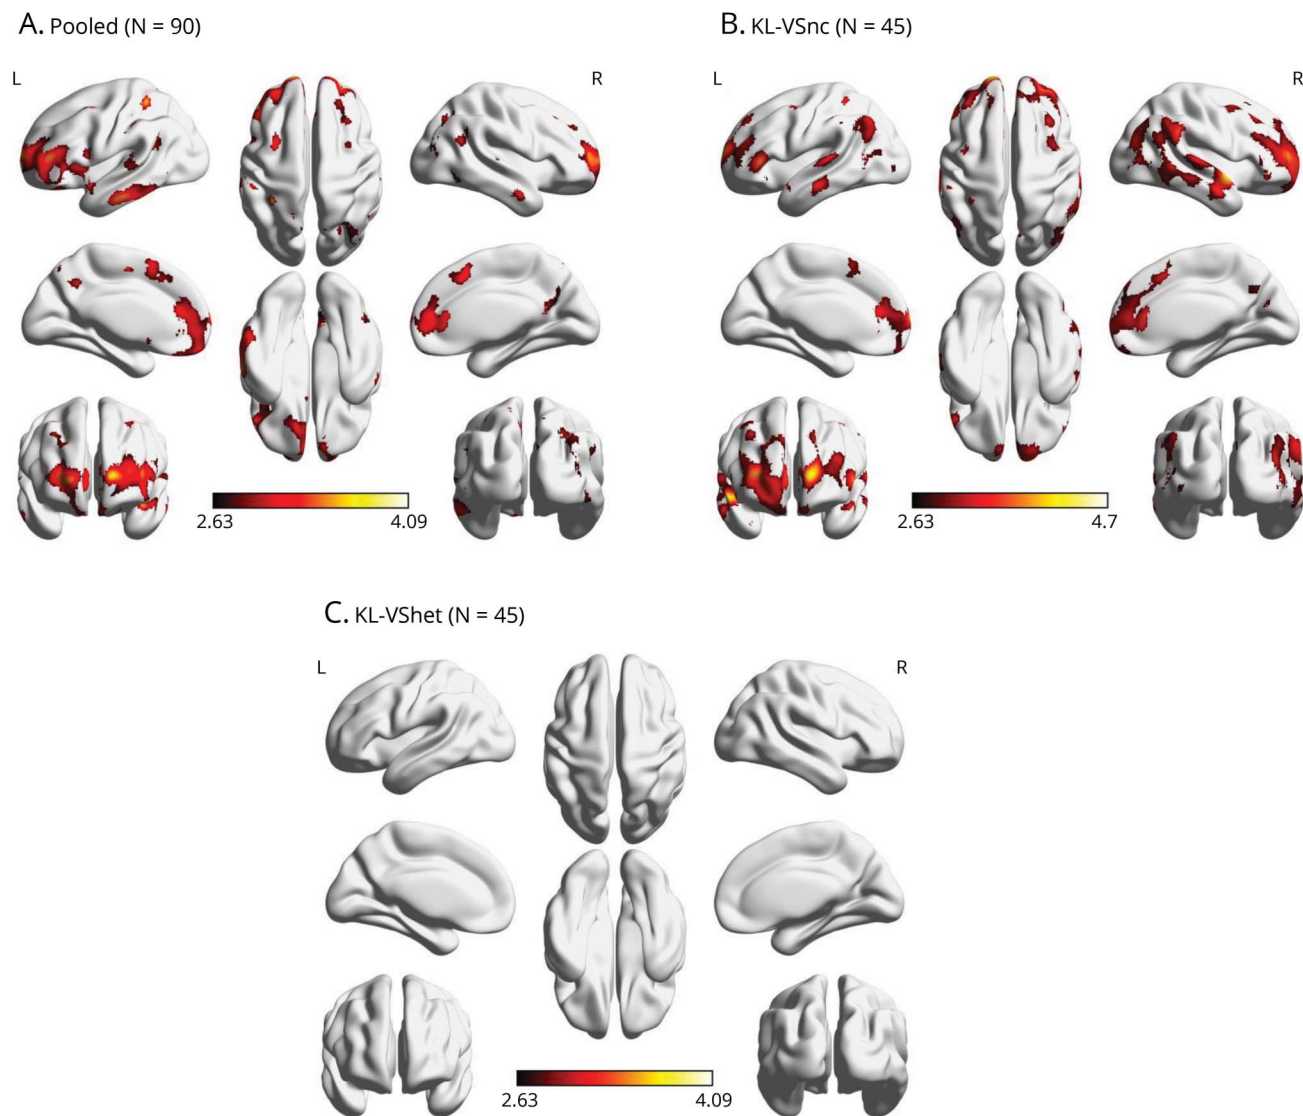 A. Pooled (N = 90)
L
R
2.63
4.09
B. KL-VSnc (N = 45)
L
R
2.63
4.7
C. KL-VShet (N = 45)
L
R
2.63
4.09